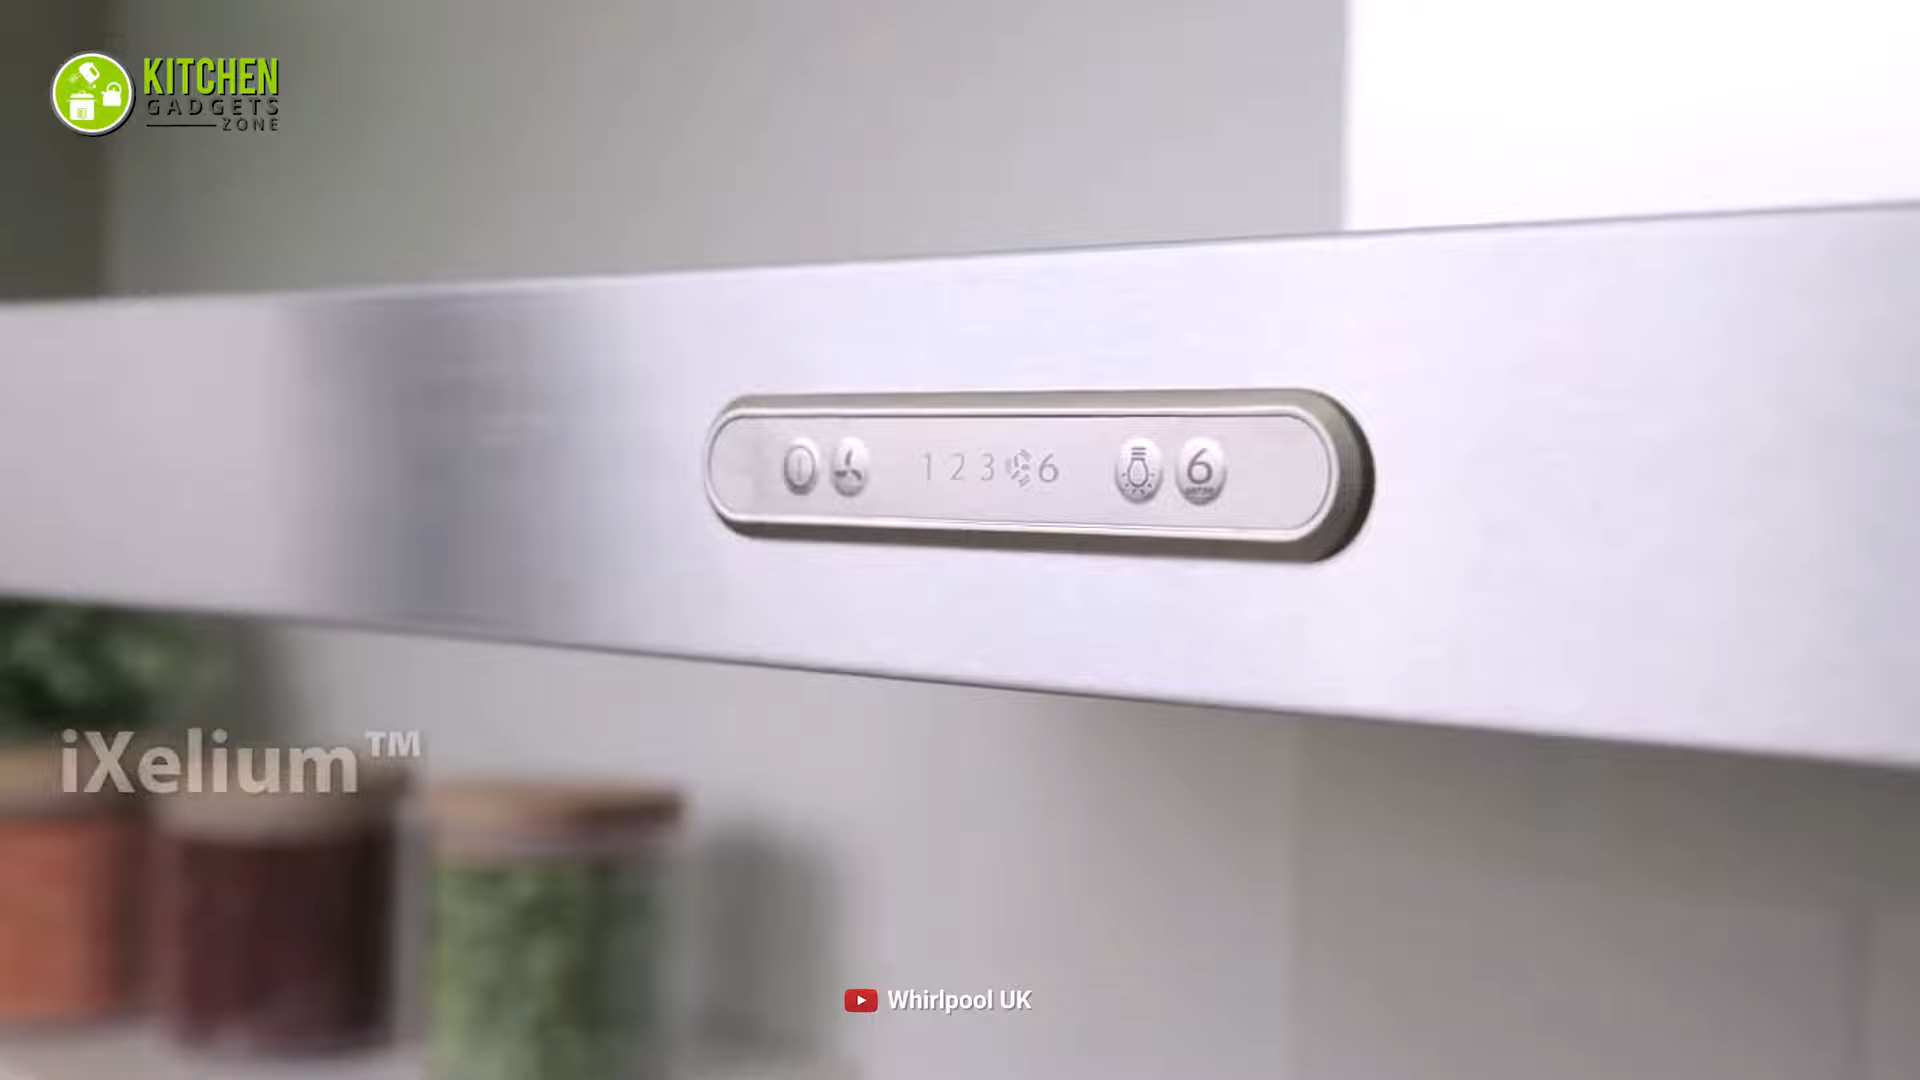 KITCHEN
GADGETS
ZONE
1 2 3 6
6
iXelium™
Whirlpool UK